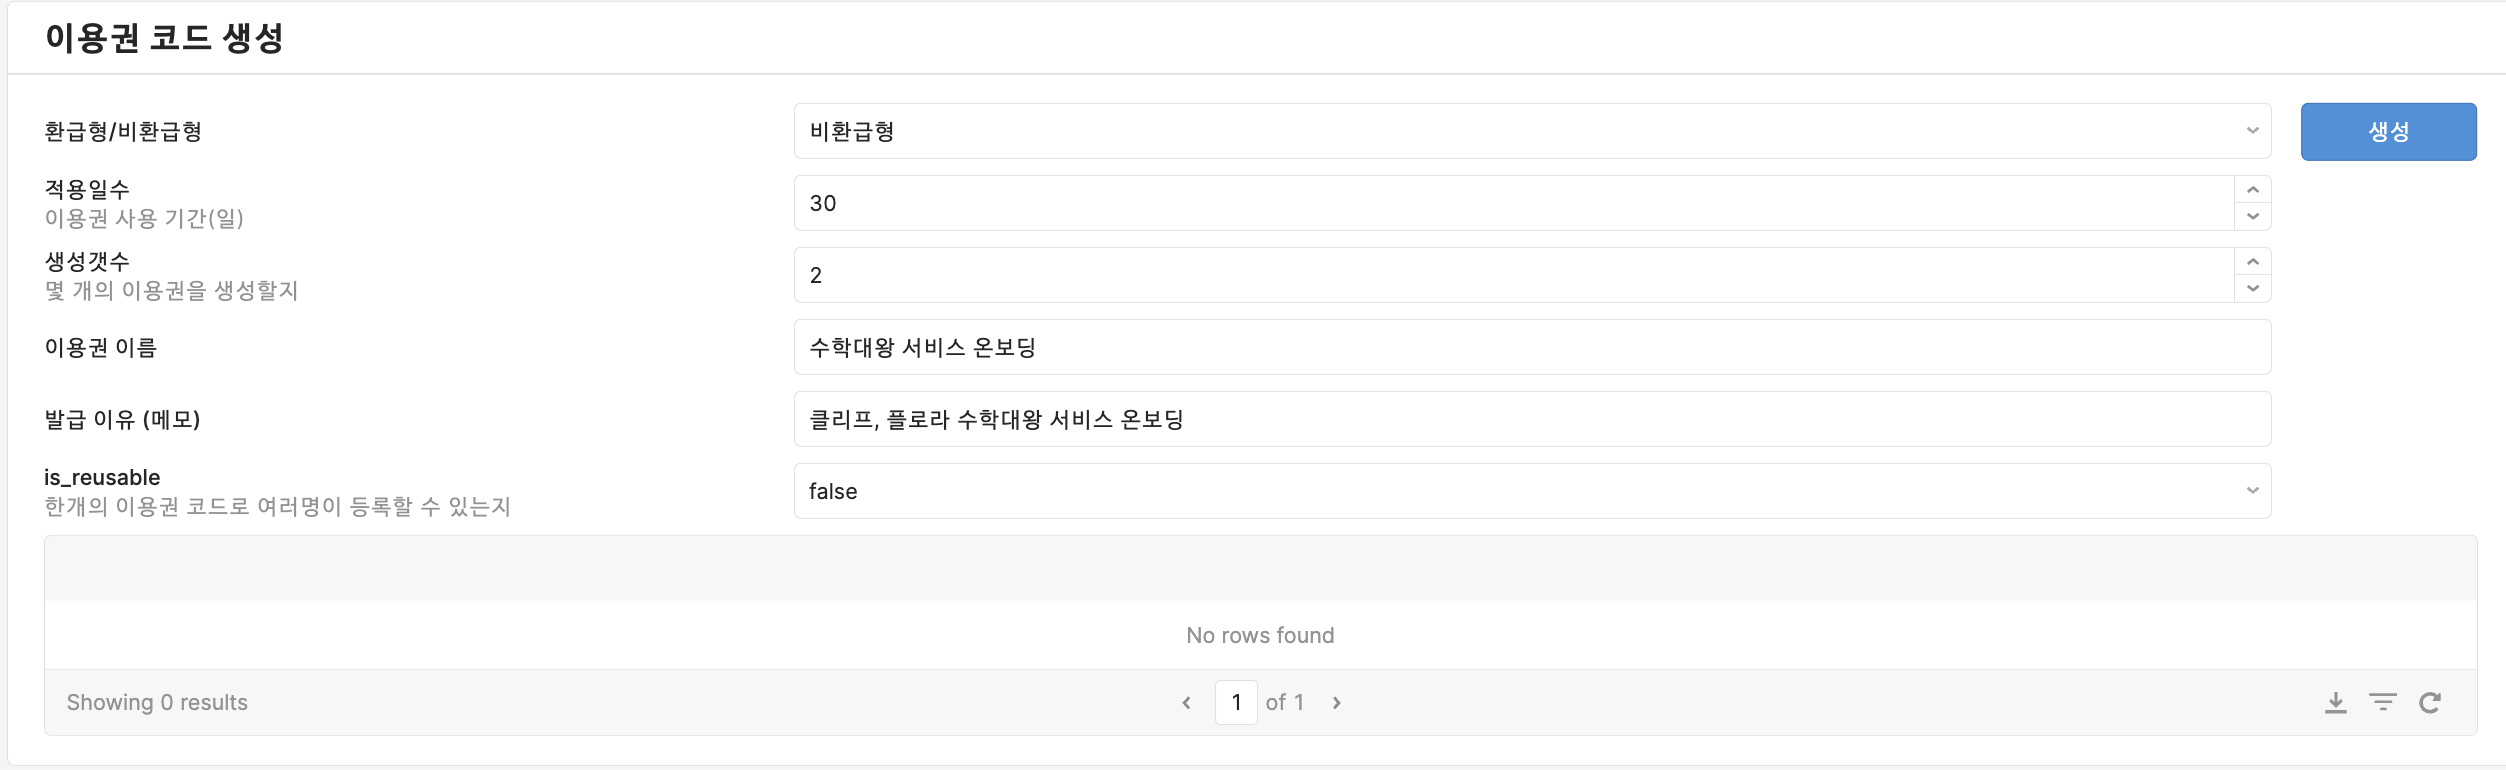 이용권 코드 생성
환급형/비환급형
비환급형
생성
적용일수
이용권 사용 기간(일)
30
생성갯수
몇 개의 이용권을 생성할지
2
이용권 이름
수학대왕 서비스 온보딩
발급 이유 (메모)
클리프, 플로라 수학대왕 서비스 온보딩
is_reusable
한개의 이용권 코드로 여러명이 등록할 수 있는지
false
No rows found
Showing 0 results
1 of 1